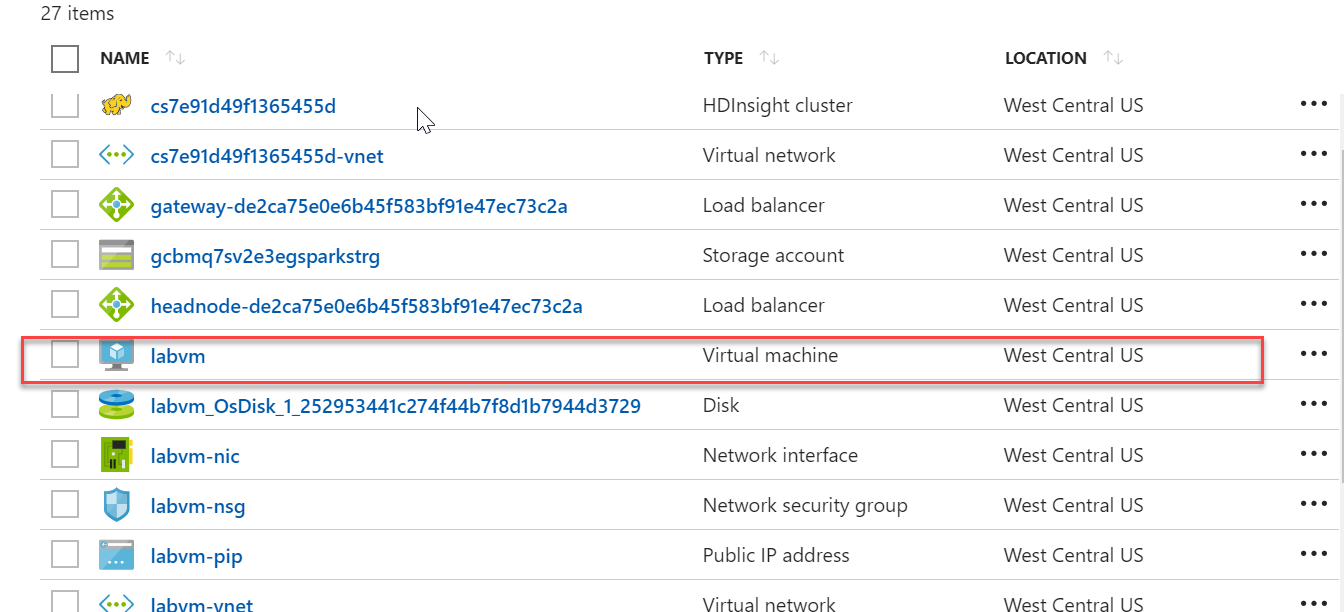 27 items
NAME ↑↓ TYPE ↑↓ LOCATION ↑↓
cs7e91d49f1365455d HDInsight cluster West Central US •••
cs7e91d49f1365455d-vnet Virtual network West Central US •••
gateway-de2ca75e0e6b45f583bf91e47ec73c2a Load balancer West Central US •••
gcbmq7sv2e3egsparkstrg Storage account West Central US •••
headnode-de2ca75e0e6b45f583bf91e47ec73c2a Load balancer West Central US •••
labvm Virtual machine West Central US •••
labvm_OsDisk_1_252953441c274f44b7f8d1b7944d3729 Disk West Central US •••
labvm-nic Network interface West Central US •••
labvm-nsg Network security group West Central US •••
labvm-pip Public IP address West Central US •••
labvm-vnet Virtual network West Central US •••